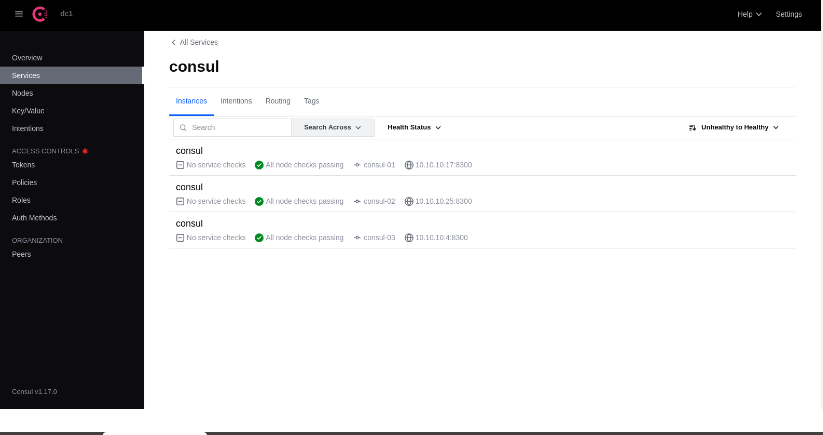 dc1
Help
Settings
Overview
Services
Nodes
Key/Value
Intentions
ACCESS CONTROLS
Tokens
Policies
Roles
Auth Methods
ORGANIZATION
Peers
Consul v1.17.0
All Services
consul
Instances Intentions Routing Tags
Search Search Across Health Status Unhealthy to Healthy
consul
No service checks All node checks passing consul-01 10.10.10.17:8300
consul
No service checks All node checks passing consul-02 10.10.10.25:8300
consul
No service checks All node checks passing consul-03 10.10.10.4:8300